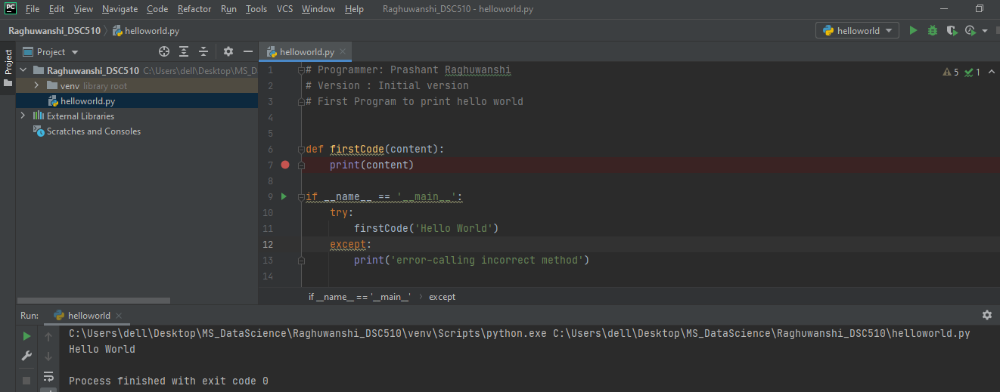 PC File Edit View Navigate Code Refactor Run Tools VCS Window Help Raghuwanshi_DSC510 - helloworld.py
Raghuwanshi_DSC510 helloworld.py helloworld
Project
Project
helloworld.py
Raghuwanshi_DSC510 C:\Users\dell\Desktop\MS_D
venv library root
helloworld.py
External Libraries
Scratches and Consoles
1 # Programmer: Prashant Raghuwanshi
5 1
2 # Version : Initial version
3 # First Program to print hello world
4
5
6 def firstCode(content):
7 print(content)
8
9 if __name__ == '__main__':
10 try:
11 firstCode('Hello World')
12 except:
13 print('error-calling incorrect method')
14
if __name__ == '__main__' › except
Run: helloworld
C:\Users\dell\Desktop\MS_DataScience\Raghuwanshi_DSC510\venv\Scripts\python.exe C:\Users\dell\Desktop\MS_DataScience\Raghuwanshi_DSC510\helloworld.py
Hello World
Process finished with exit code 0